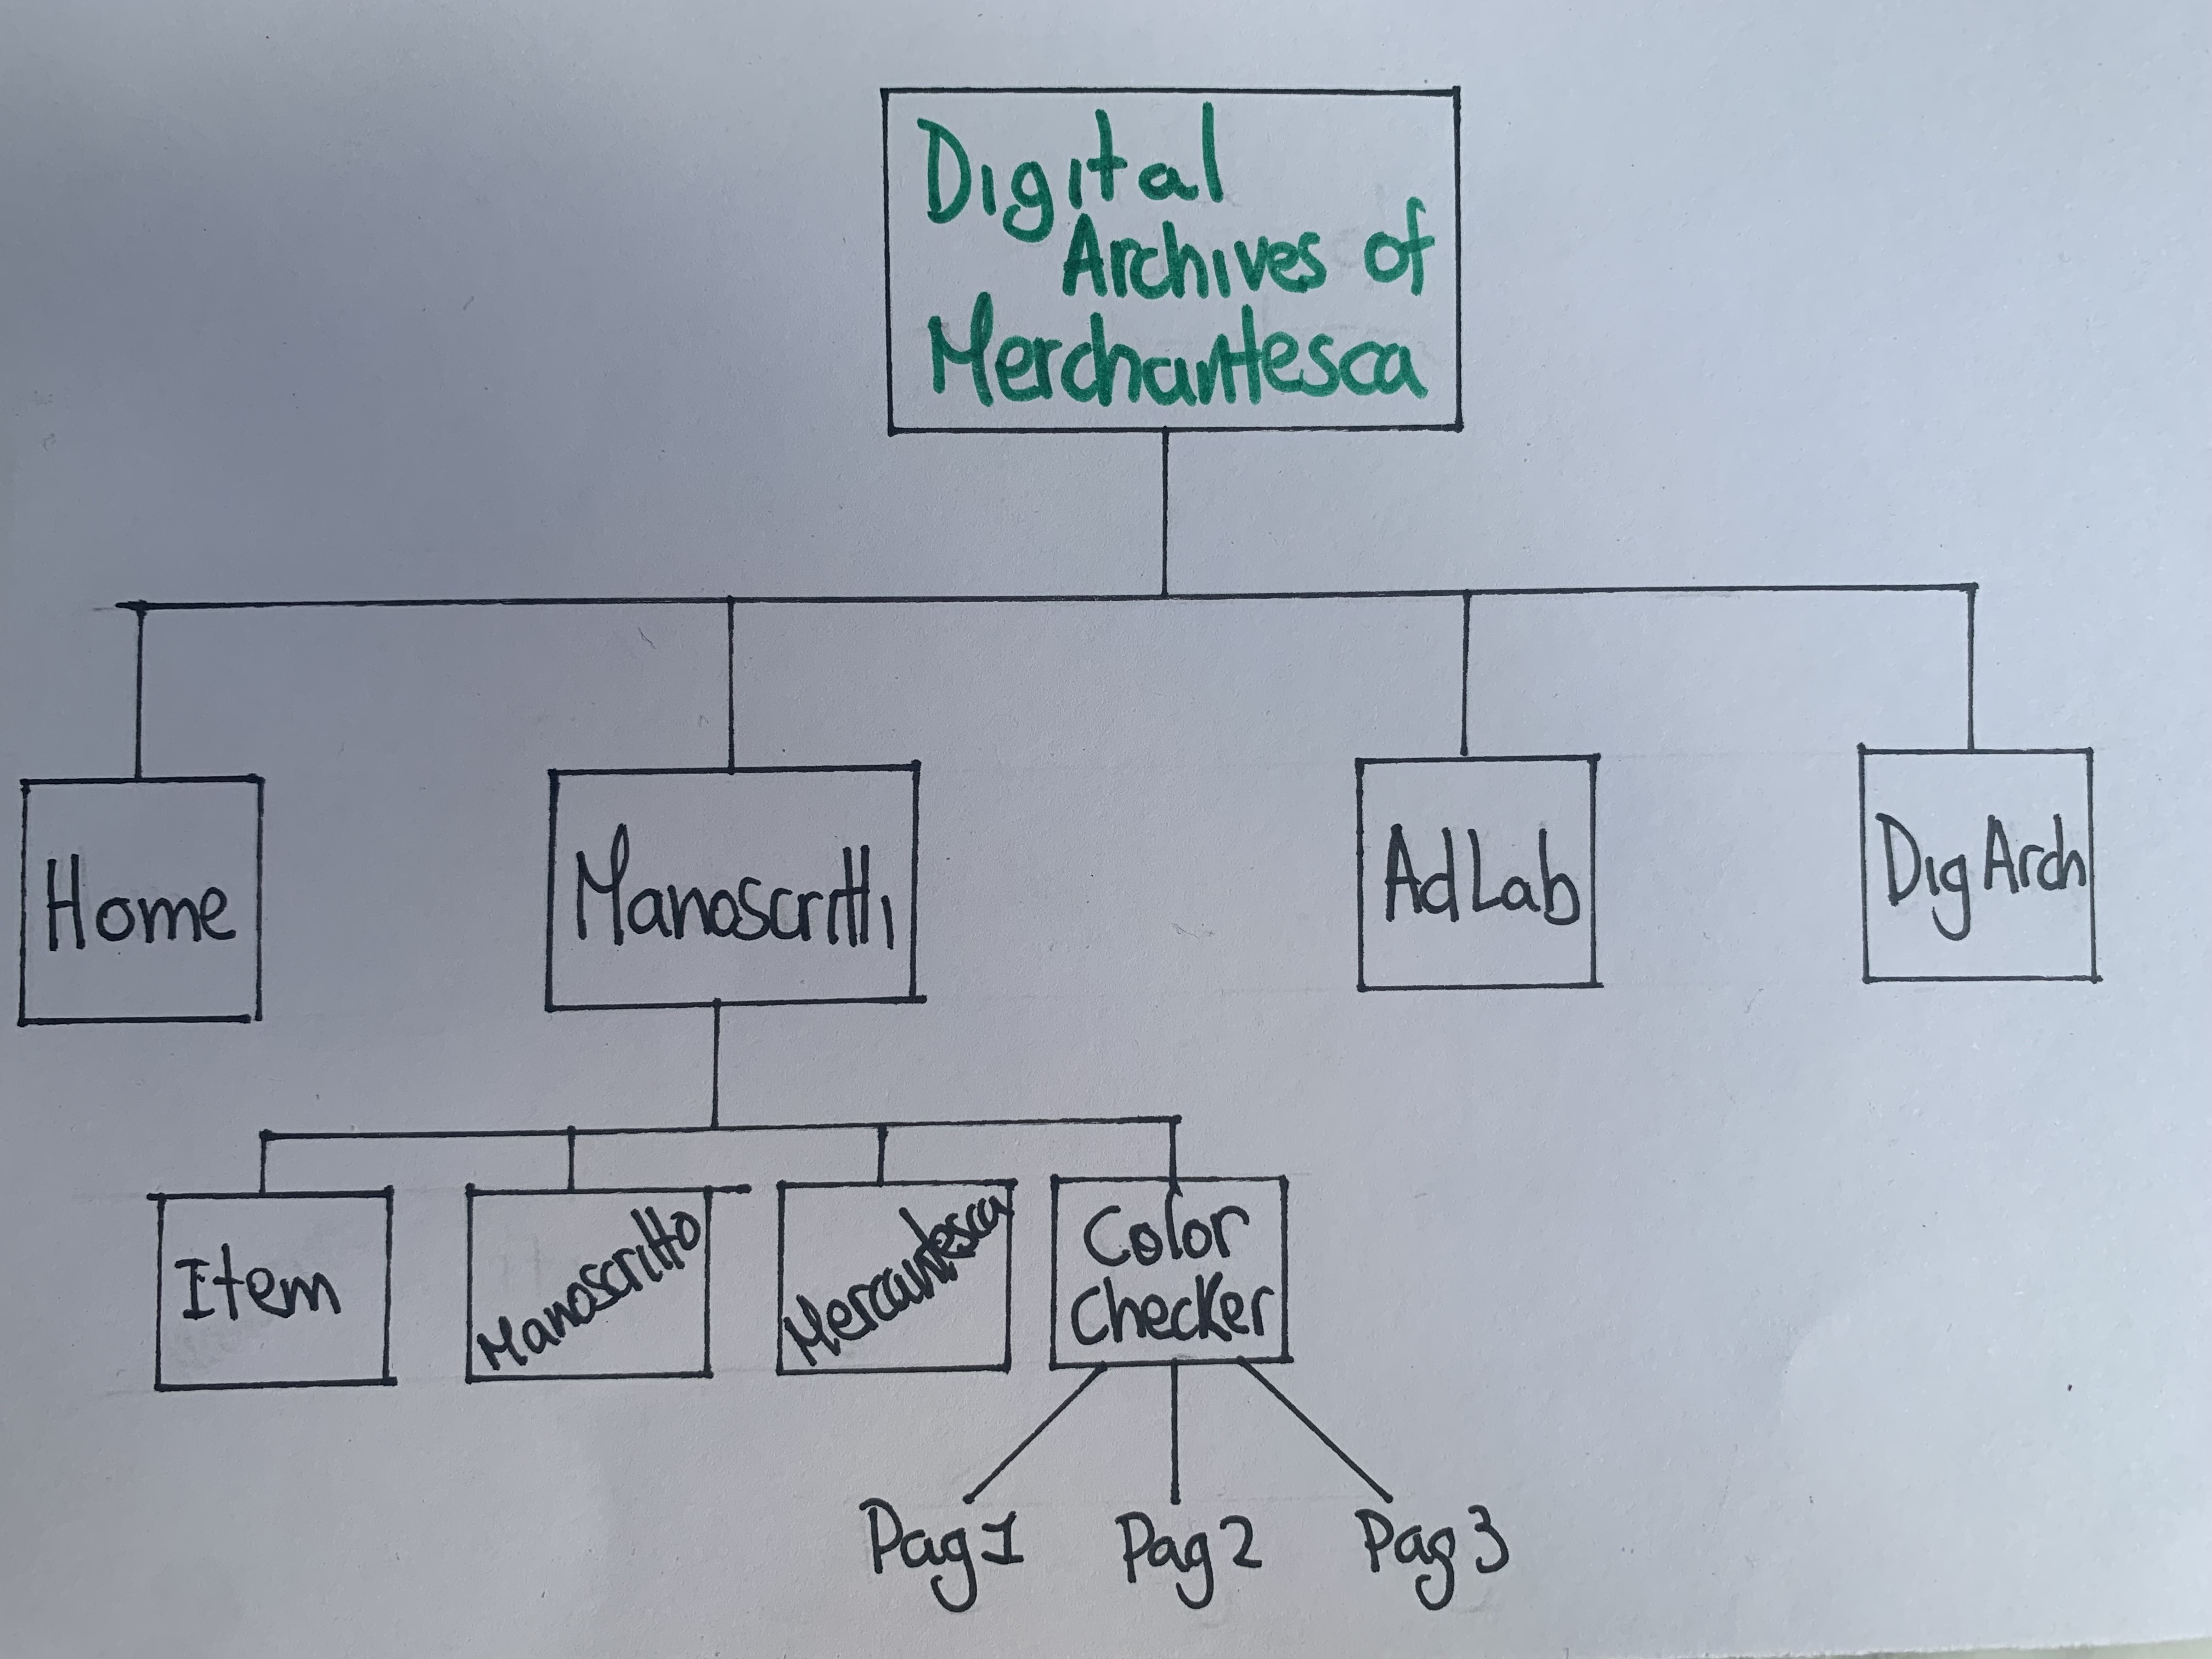 Digital
Archives of
Merchantesca
Home
Manoscritti
AdLab
DigArch
Item
Manoscritto
Mercantesca
Color
Checker
Pag 1
Pag 2
Pag 3